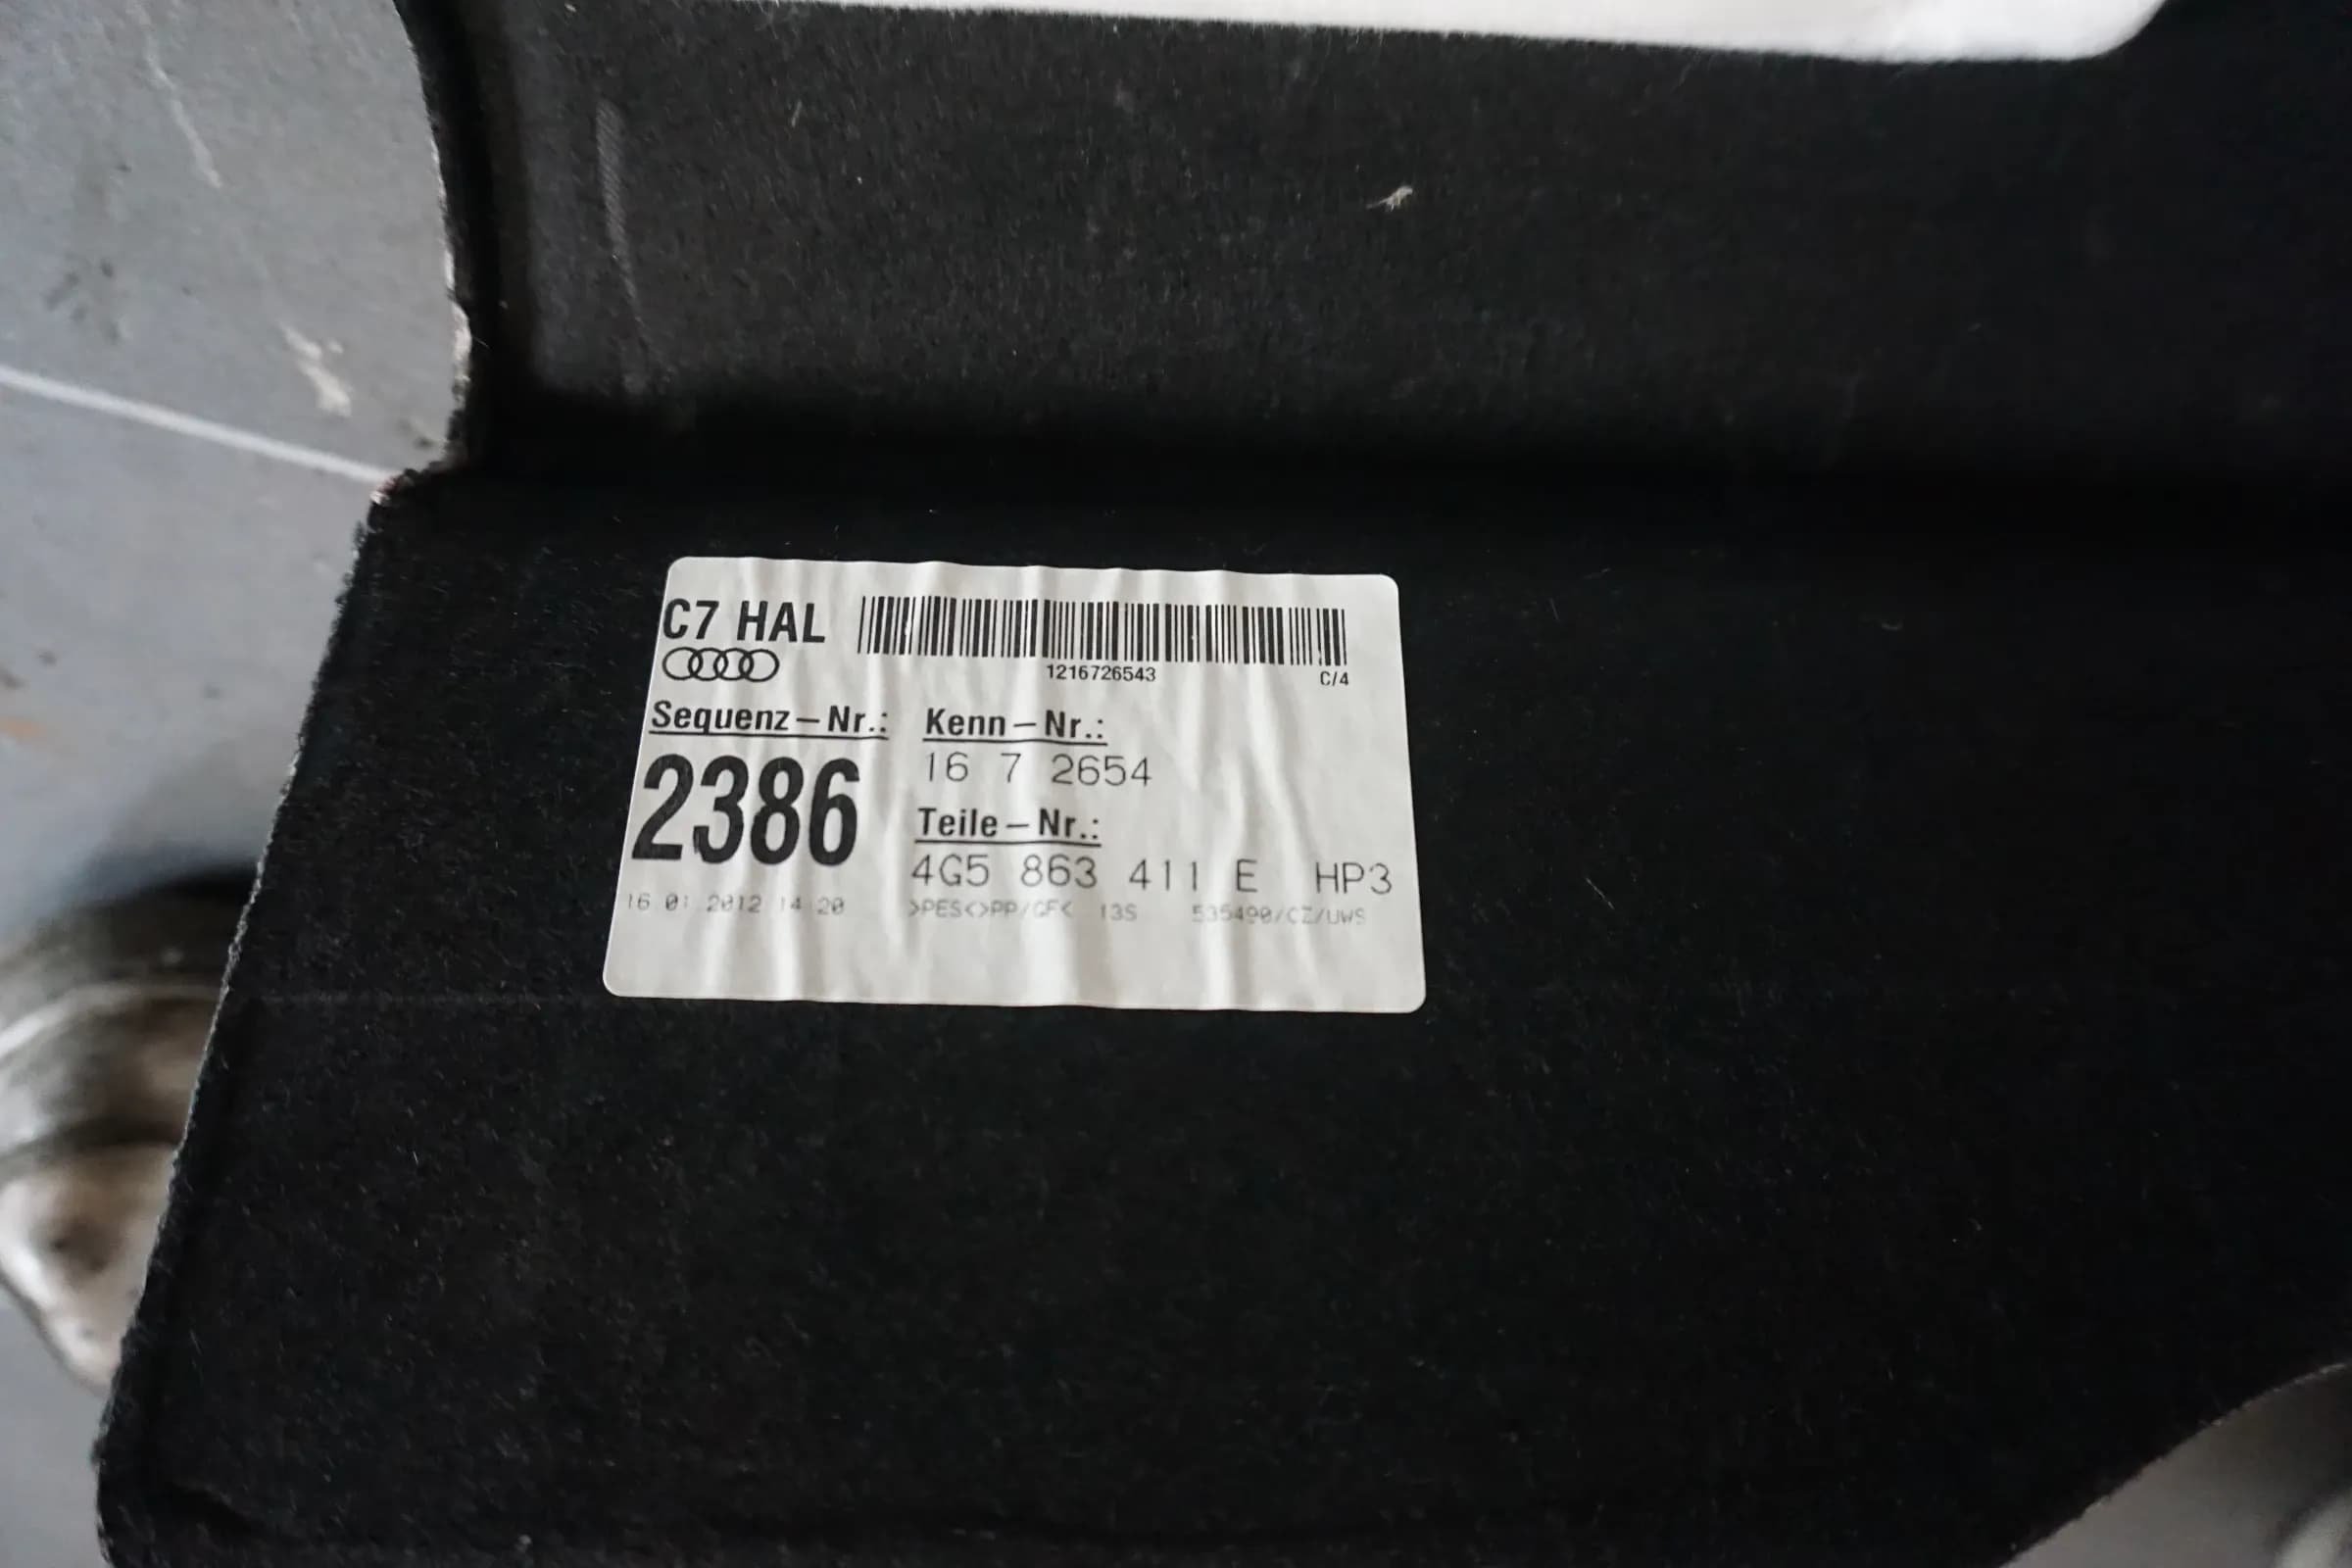 C7 HAL
1216726543 C/4
Sequenz-Nr.: Kenn-Nr.:
2386 16 7 2654
Teile-Nr.:
4G5 863 411 E HP3
16 01 2012 14 20 >PES<>PP/GF< 13S 535490/CZ/UWS